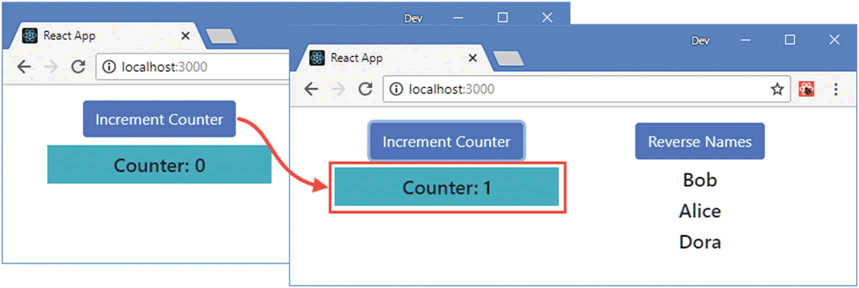 Dev
React App
localhost:3000
Increment Counter
Counter: 0
Dev
React App
localhost:3000
Increment Counter
Counter: 1
Reverse Names
Bob
Alice
Dora